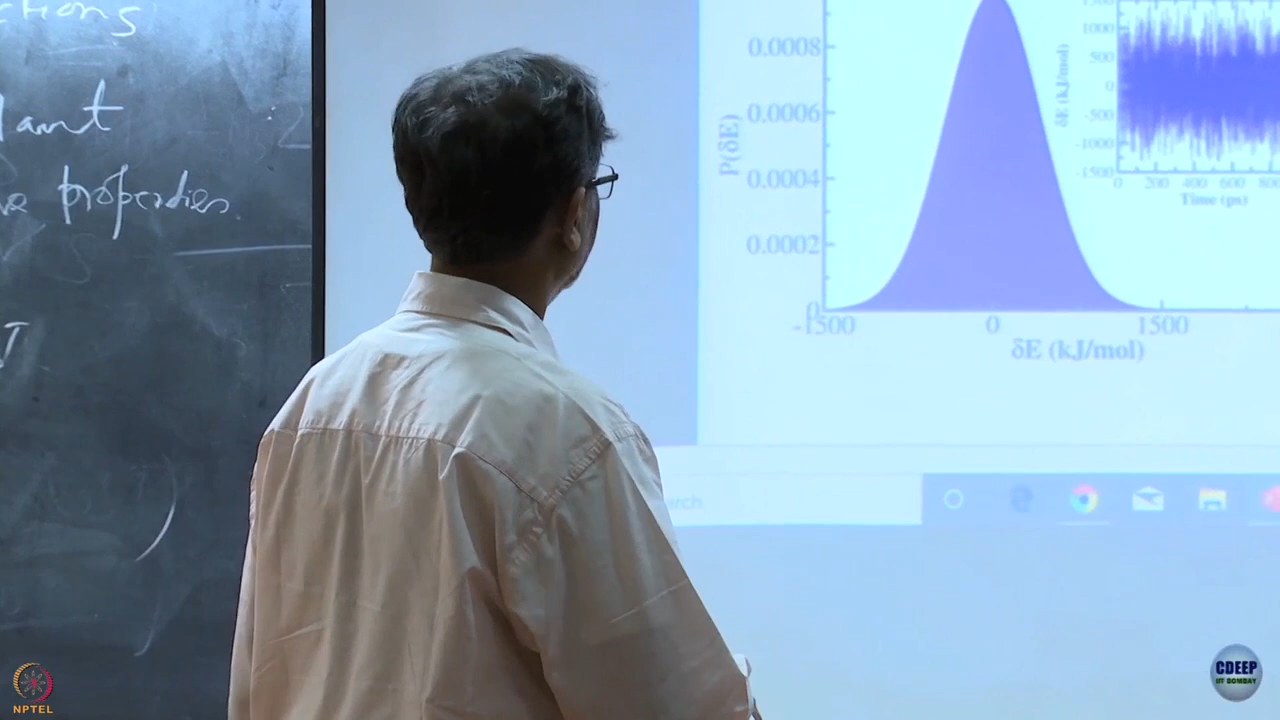 ctions
lant
ve properties
0.0008
0.0006
0.0004
0.0002
0
P(δE)
-1500
0
1500
δE (kJ/mol)
1000
500
0
-500
-1000
-1500
δE (kJ/mol)
0
200
400
600
800
Time (ps)
arch
NPTEL
CDEEP
IIT BOMBAY